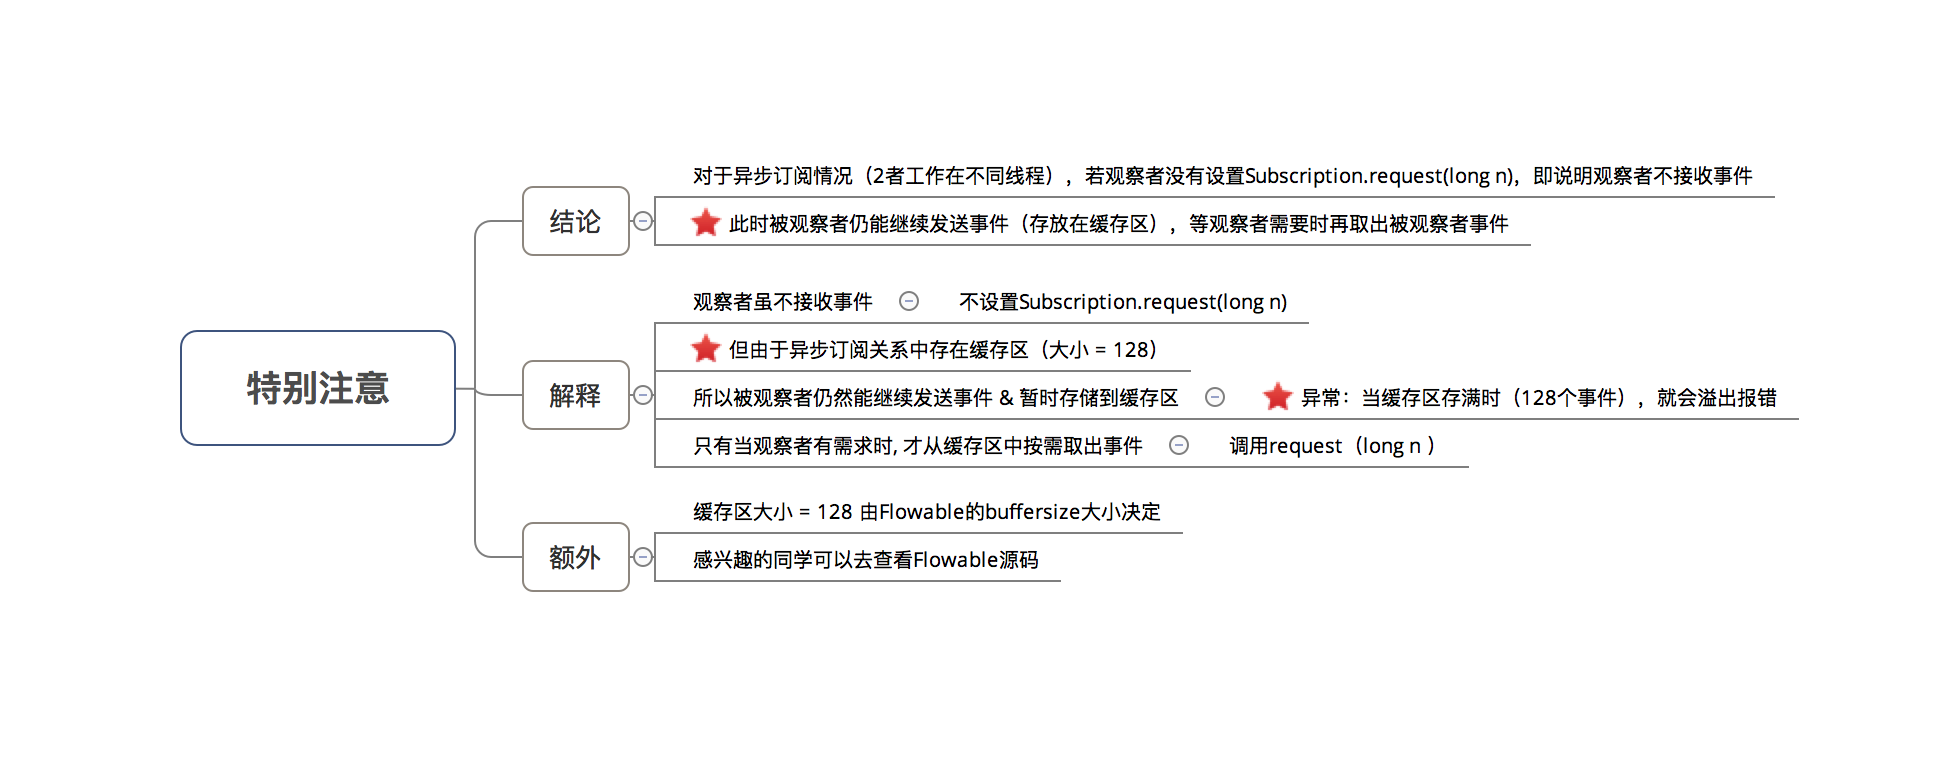 特别注意
结论
对于异步订阅情况（2者工作在不同线程），若观察者没有设置Subscription.request(long n)，即说明观察者不接收事件
此时被观察者仍能继续发送事件（存放在缓存区），等观察者需要时再取出被观察者事件
解释
观察者虽不接收事件 不设置Subscription.request(long n)
但由于异步订阅关系中存在缓存区（大小 = 128）
所以被观察者仍然能继续发送事件 & 暂时存储到缓存区 异常：当缓存区存满时（128个事件），就会溢出报错
只有当观察者有需求时, 才从缓存区中按需取出事件 调用request（long n ）
额外
缓存区大小 = 128 由Flowable的buffersize大小决定
感兴趣的同学可以去查看Flowable源码